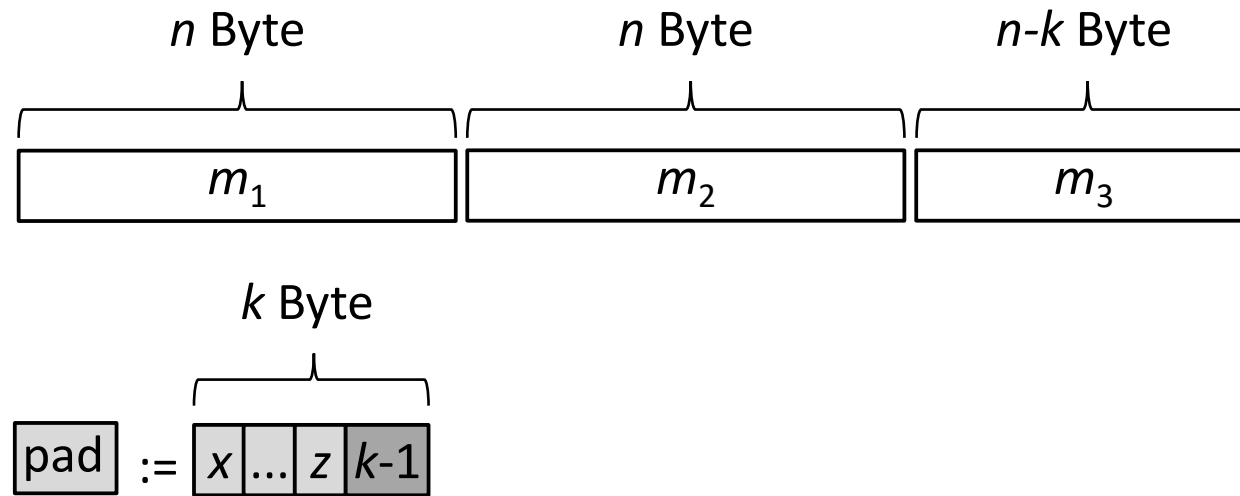 n Byte n Byte n-k Byte
m₁ m₂ m₃
k Byte
pad := x ... z k-1